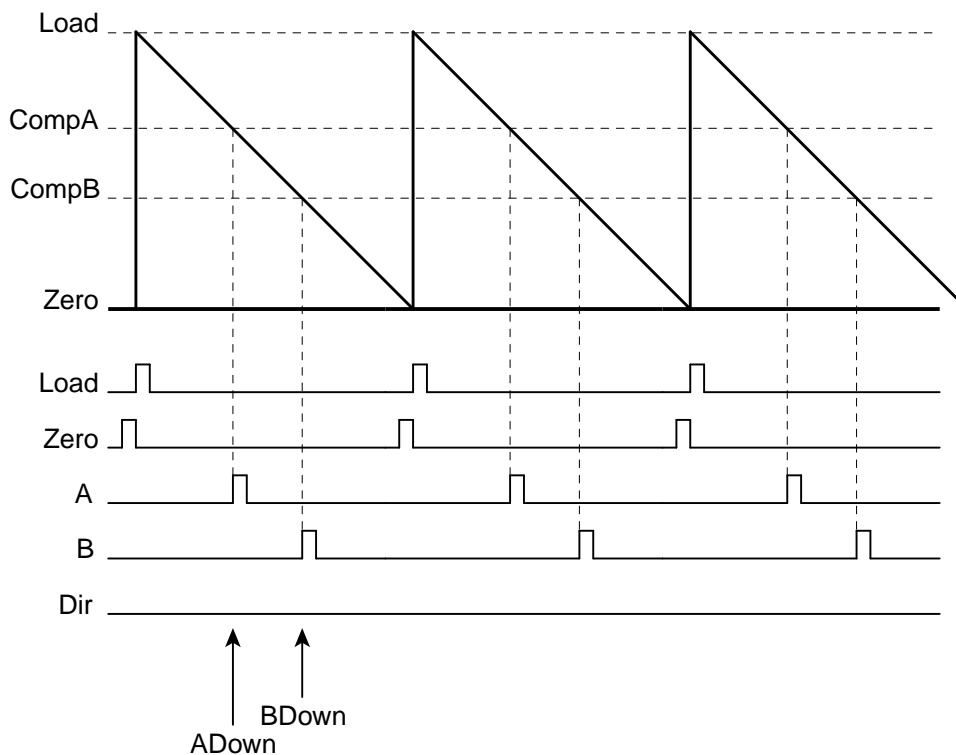 Load
CompA
CompB
Zero
Load
Zero
A
B
Dir
BDown
ADown